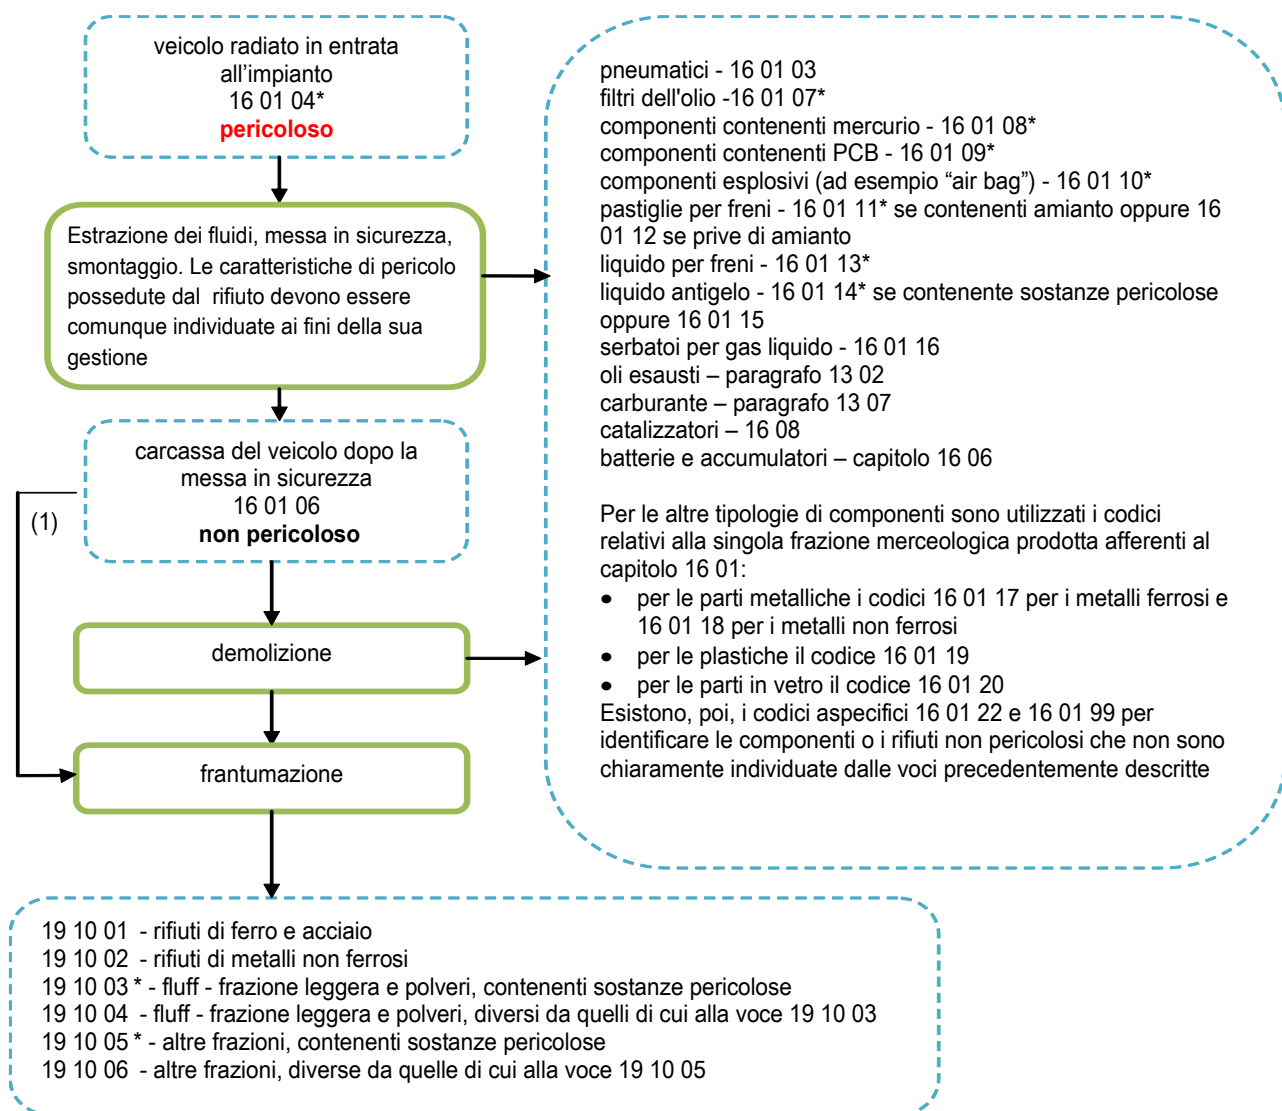 veicolo radiato in entrata
all'impianto
16 01 04*
pericoloso
Estrazione dei fluidi, messa in sicurezza,
smontaggio. Le caratteristiche di pericolo
possedute dal rifiuto devono essere
comunque individuate ai fini della sua
gestione
carcassa del veicolo dopo la
messa in sicurezza
16 01 06
non pericoloso
(1)
demolizione
frantumazione
pneumatici - 16 01 03
filtri dell'olio -16 01 07*
componenti contenenti mercurio - 16 01 08*
componenti contenenti PCB - 16 01 09*
componenti esplosivi (ad esempio “air bag”) - 16 01 10*
pastiglie per freni - 16 01 11* se contenenti amianto oppure 16
01 12 se prive di amianto
liquido per freni - 16 01 13*
liquido antigelo - 16 01 14* se contenente sostanze pericolose
oppure 16 01 15
serbatoi per gas liquido - 16 01 16
oli esausti – paragrafo 13 02
carburante – paragrafo 13 07
catalizzatori – 16 08
batterie e accumulatori – capitolo 16 06
Per le altre tipologie di componenti sono utilizzati i codici
relativi alla singola frazione merceologica prodotta afferenti al
capitolo 16 01:
• per le parti metalliche i codici 16 01 17 per i metalli ferrosi e
16 01 18 per i metalli non ferrosi
• per le plastiche il codice 16 01 19
• per le parti in vetro il codice 16 01 20
Esistono, poi, i codici aspecifici 16 01 22 e 16 01 99 per
identificare le componenti o i rifiuti non pericolosi che non sono
chiaramente individuate dalle voci precedentemente descritte
19 10 01 - rifiuti di ferro e acciaio
19 10 02 - rifiuti di metalli non ferrosi
19 10 03 * - fluff - frazione leggera e polveri, contenenti sostanze pericolose
19 10 04 - fluff - frazione leggera e polveri, diversi da quelli di cui alla voce 19 10 03
19 10 05 * - altre frazioni, contenenti sostanze pericolose
19 10 06 - altre frazioni, diverse da quelle di cui alla voce 19 10 05